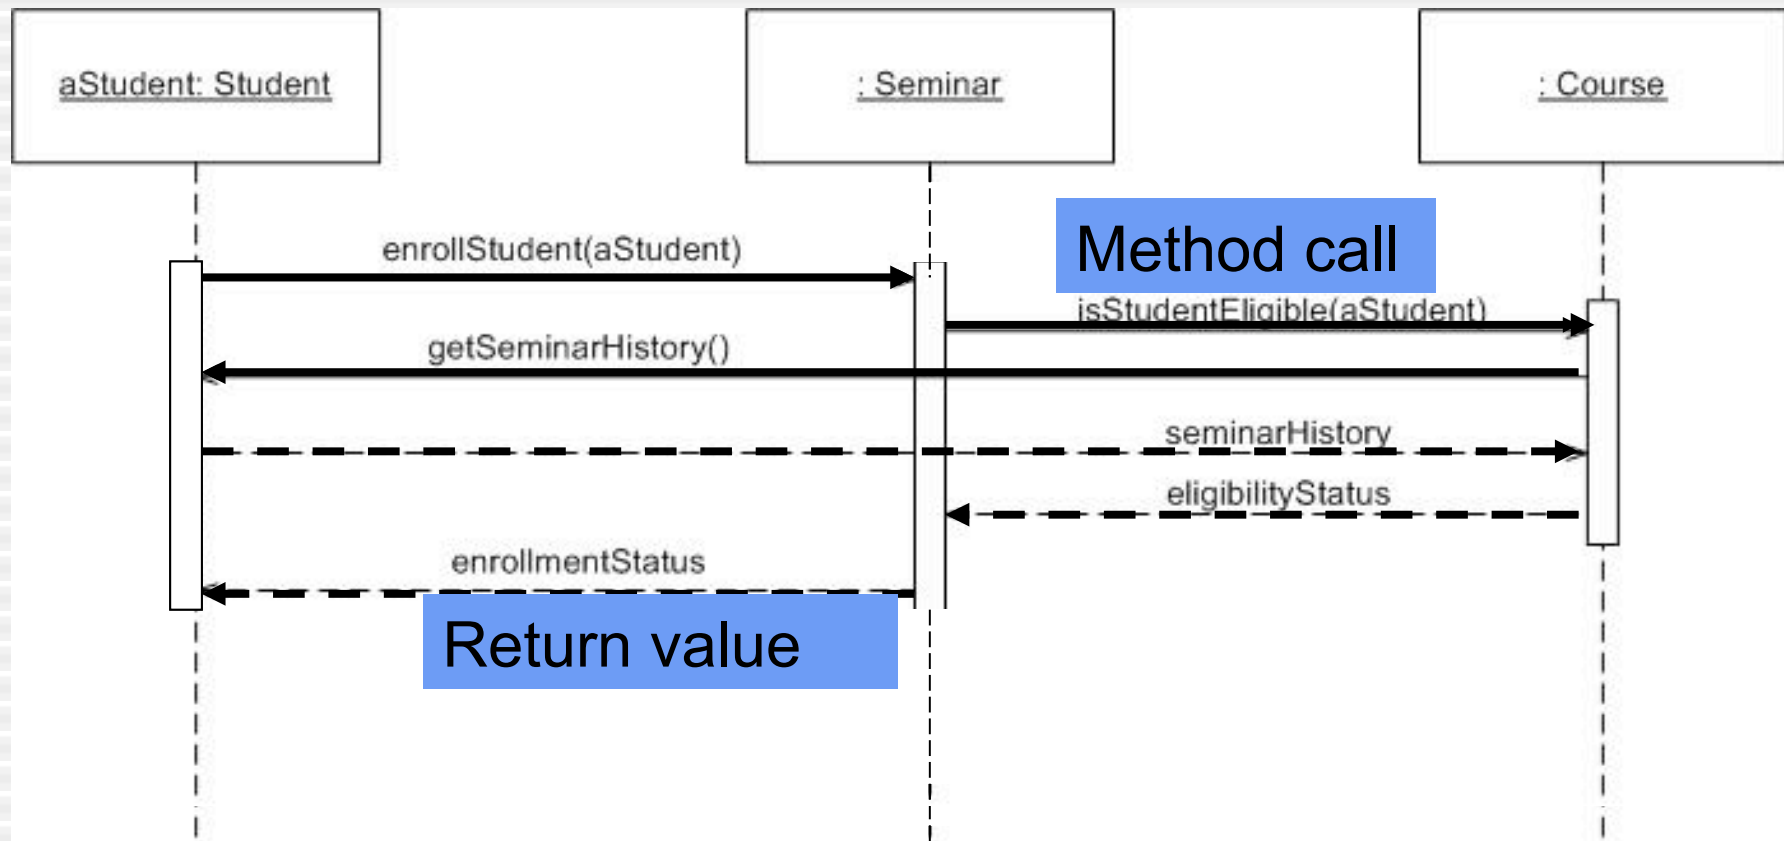 aStudent: Student
: Seminar
: Course
enrollStudent(aStudent)
Method call
isStudentEligible(aStudent)
getSeminarHistory()
seminarHistory
eligibilityStatus
enrollmentStatus
Return value